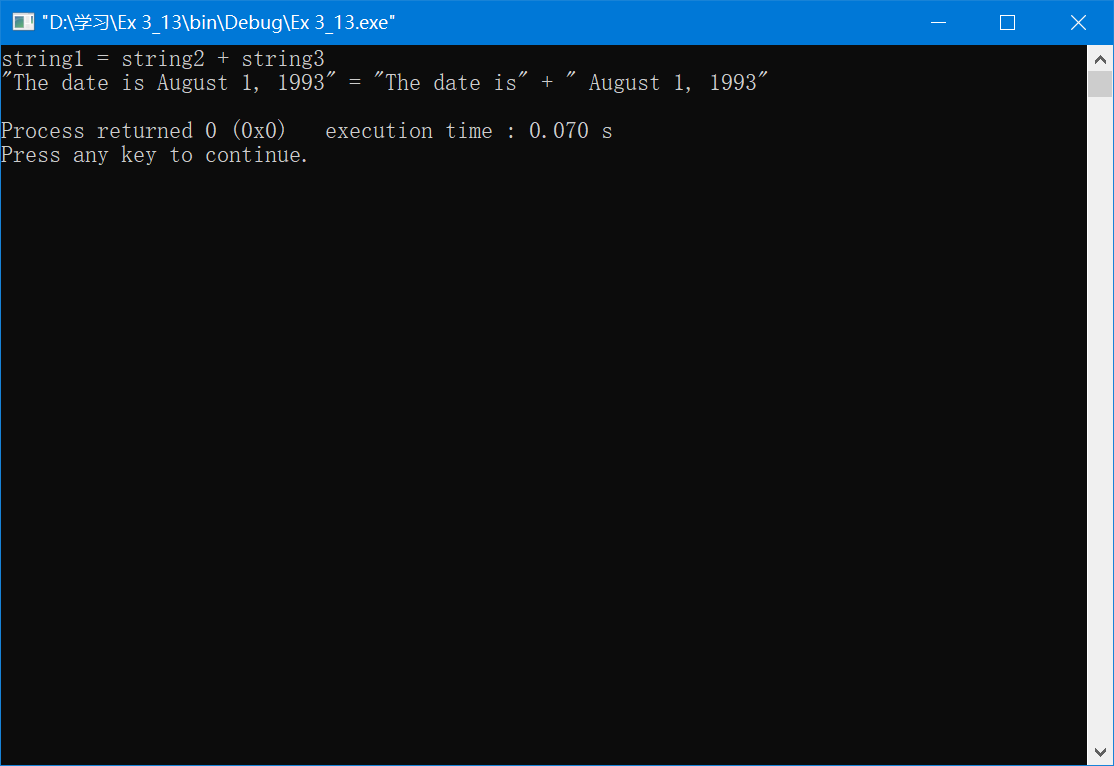 "D:\学习\Ex 3_13\bin\Debug\Ex 3_13.exe"
string1 = string2 + string3
"The date is August 1, 1993" = "The date is" + " August 1, 1993"
Process returned 0 (0x0)   execution time : 0.070 s
Press any key to continue.